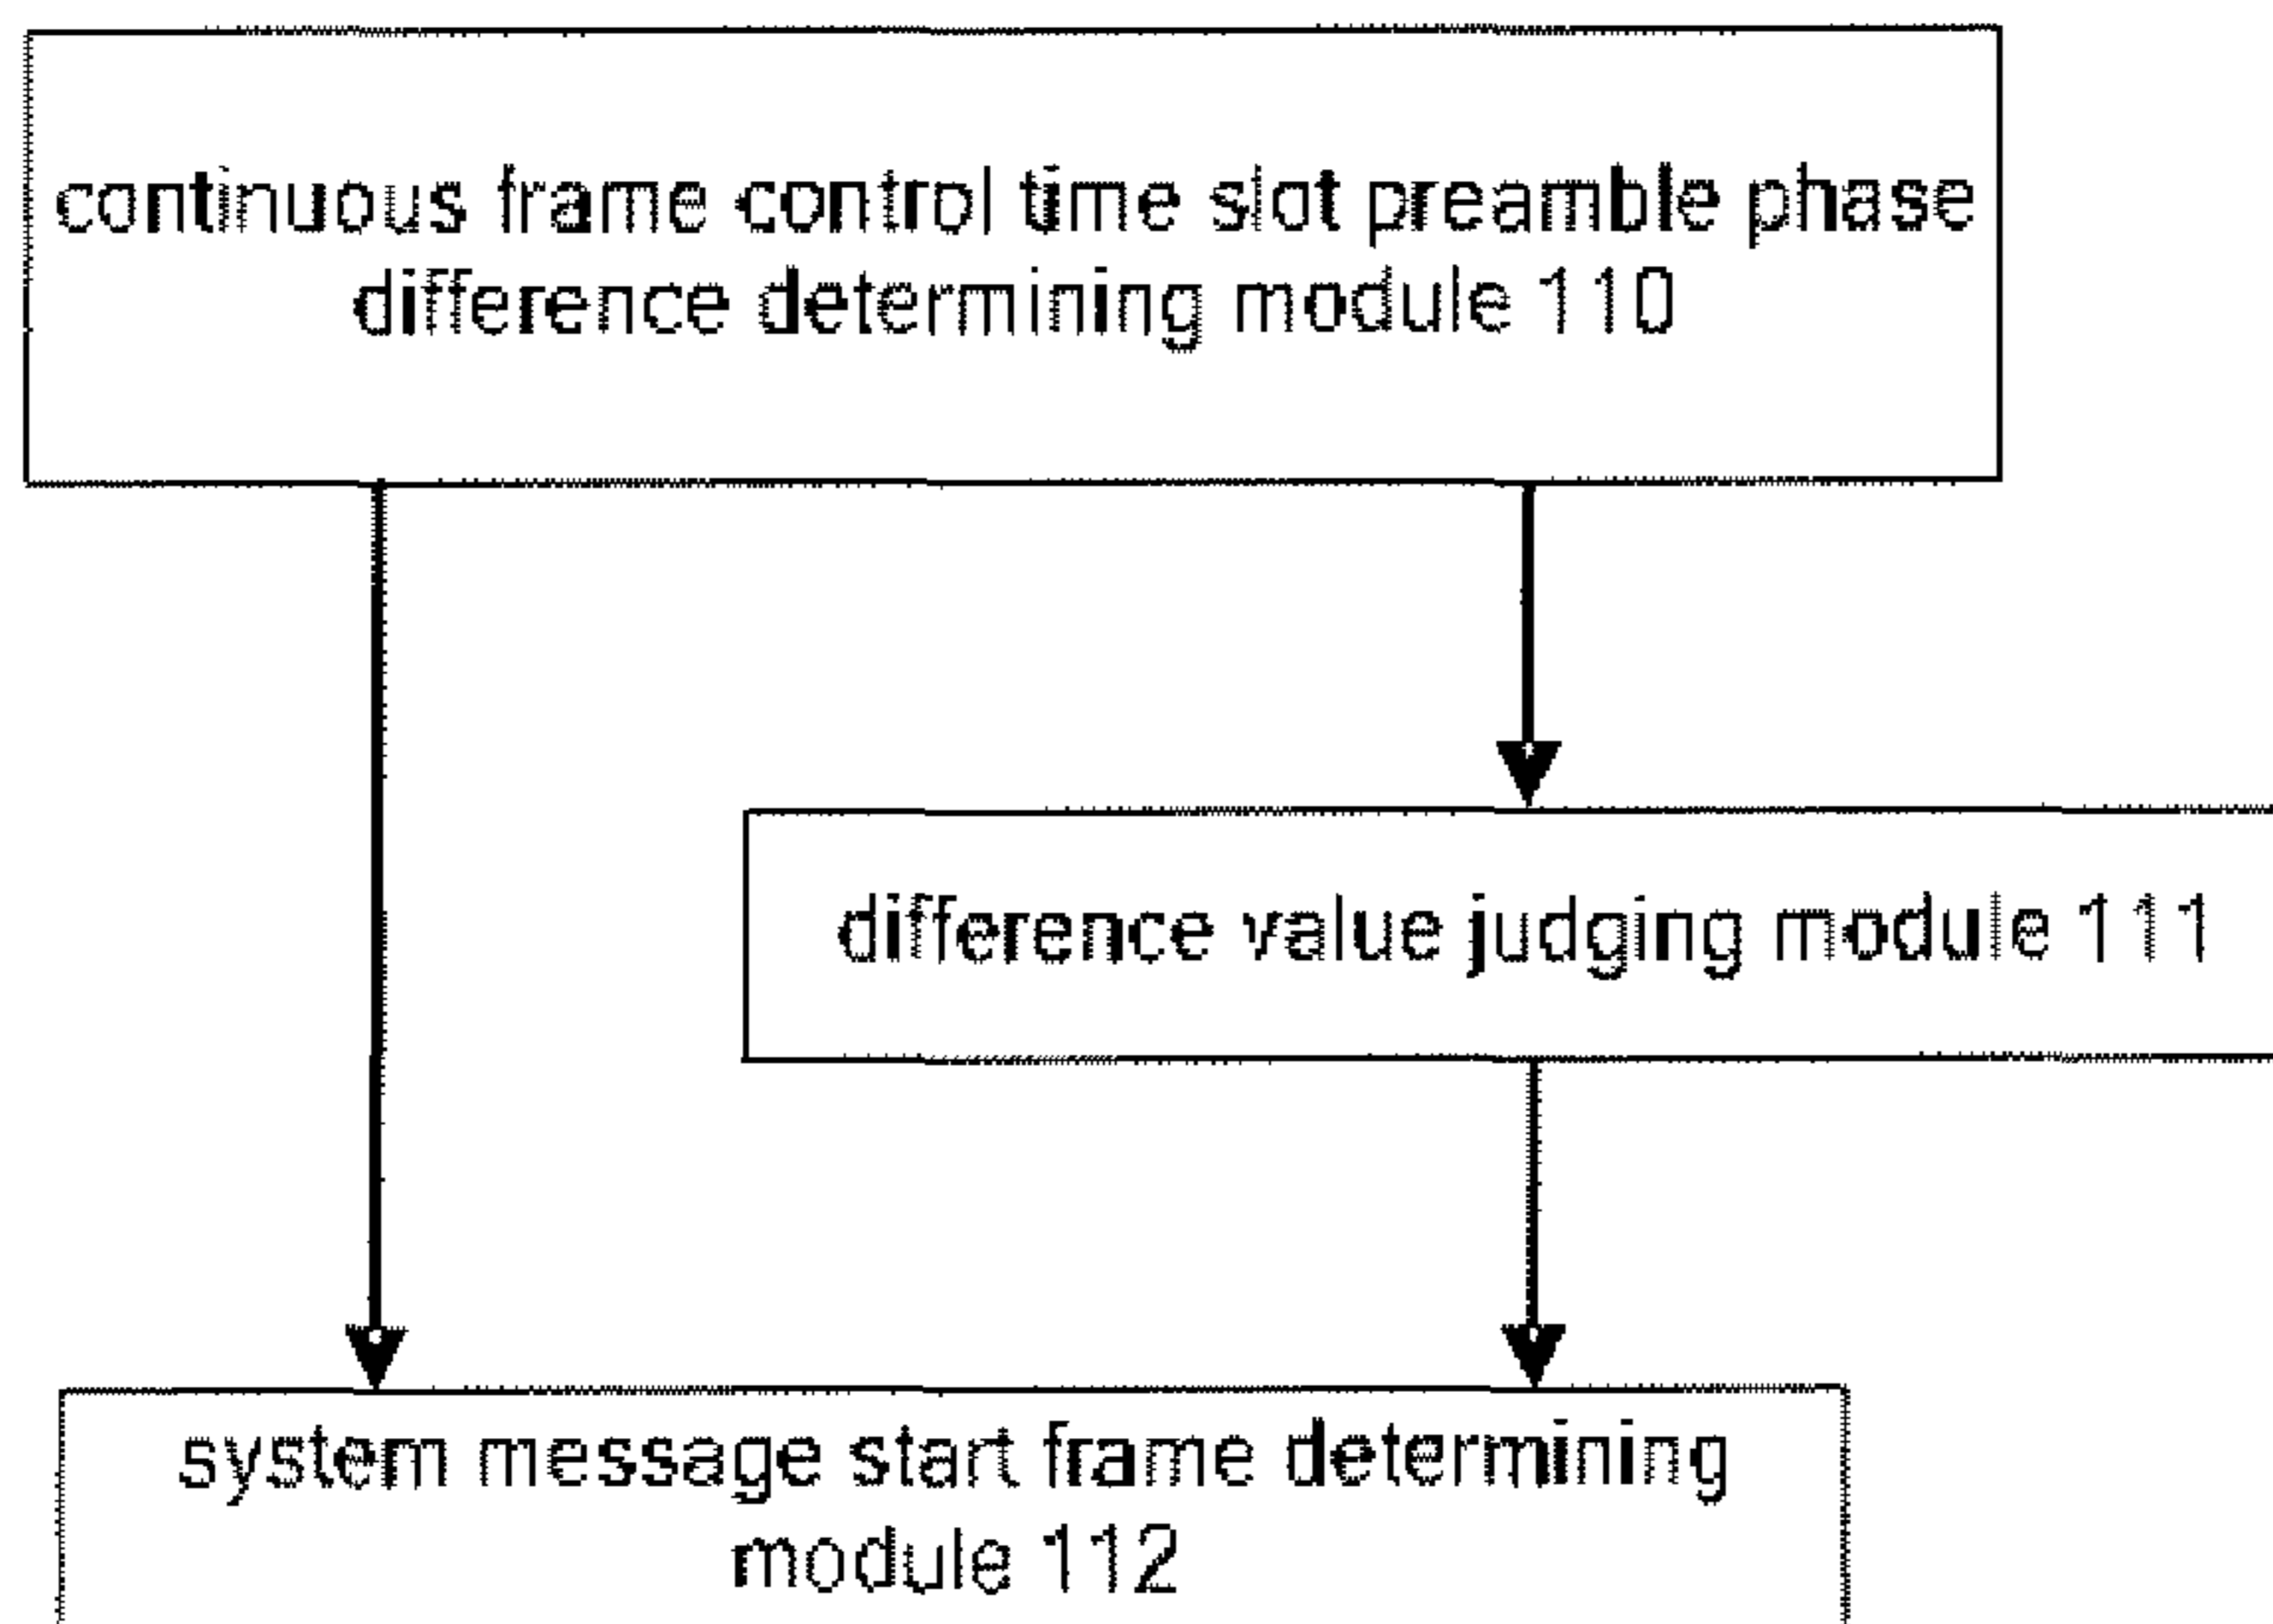 continuous frame control time slot preamble phase
difference determining module 110
difference value judging module 111
system message start frame determining
module 112